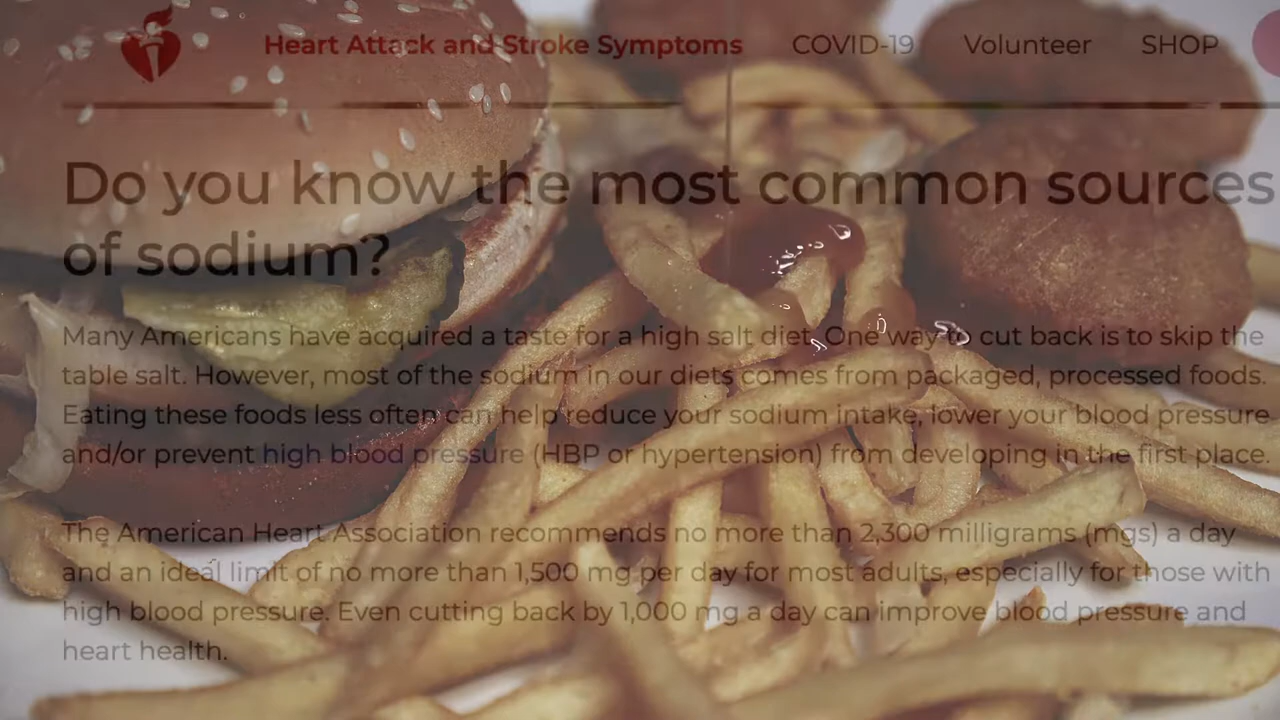 Heart Attack and Stroke Symptoms COVID-19 Volunteer SHOP
Do you know the most common sources
of sodium?
Many Americans have acquired a taste for a high salt diet. One way to cut back is to skip the
table salt. However, most of the sodium in our diets comes from packaged, processed foods.
Eating these foods less often can help reduce your sodium intake, lower your blood pressure
and/or prevent high blood pressure (HBP or hypertension) from developing in the first place.
The American Heart Association recommends no more than 2,300 milligrams (mgs) a day
and an ideal limit of no more than 1,500 mg per day for most adults, especially for those with
high blood pressure. Even cutting back by 1,000 mg a day can improve blood pressure and
heart health.